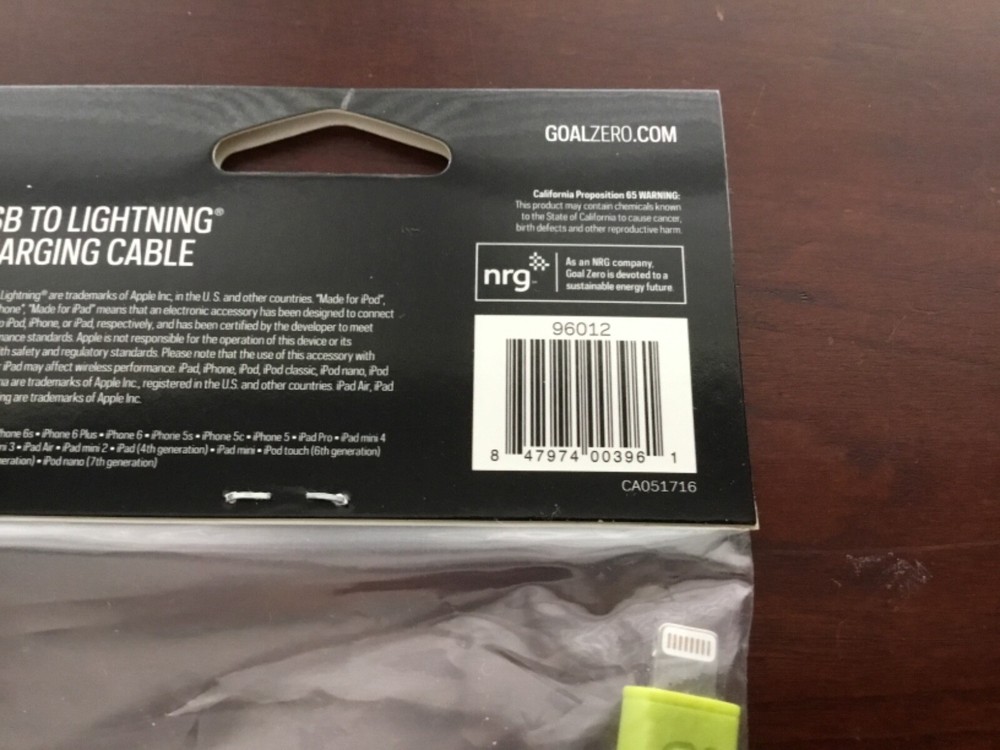 GOALZERO.COM
SB TO LIGHTNING®
ARGING CABLE
California Proposition 65 WARNING:
This product may contain chemicals known
to the State of California to cause cancer,
birth defects and other reproductive harm.
nrg
As an NRG company,
Goal Zero is devoted to a
sustainable energy future.
Lightning® are trademarks of Apple Inc, in the U.S. and other countries. "Made for iPod",
hone", "Made for iPad" means that an electronic accessory has been designed to connect
o iPod, iPhone, or iPad, respectively, and has been certified by the developer to meet
mance standards. Apple is not responsible for the operation of this device or its
th safety and regulatory standards. Please note that the use of this accessory with
iPad may affect wireless performance. iPad, iPhone, iPod, iPod classic, iPod nano, iPod
na are trademarks of Apple Inc., registered in the U.S. and other countries. iPad Air, iPad
ng are trademarks of Apple Inc.
hone 6s • iPhone 6 Plus • iPhone 6 • iPhone 5s • iPhone 5c • iPhone 5 • iPad Pro • iPad mini 4
ni 3 • iPad Air • iPad mini 2 • iPad (4th generation) • iPad mini • iPod touch (6th generation)
eration) • iPod nano (7th generation)
96012
8 47974 00396 1
CA051716